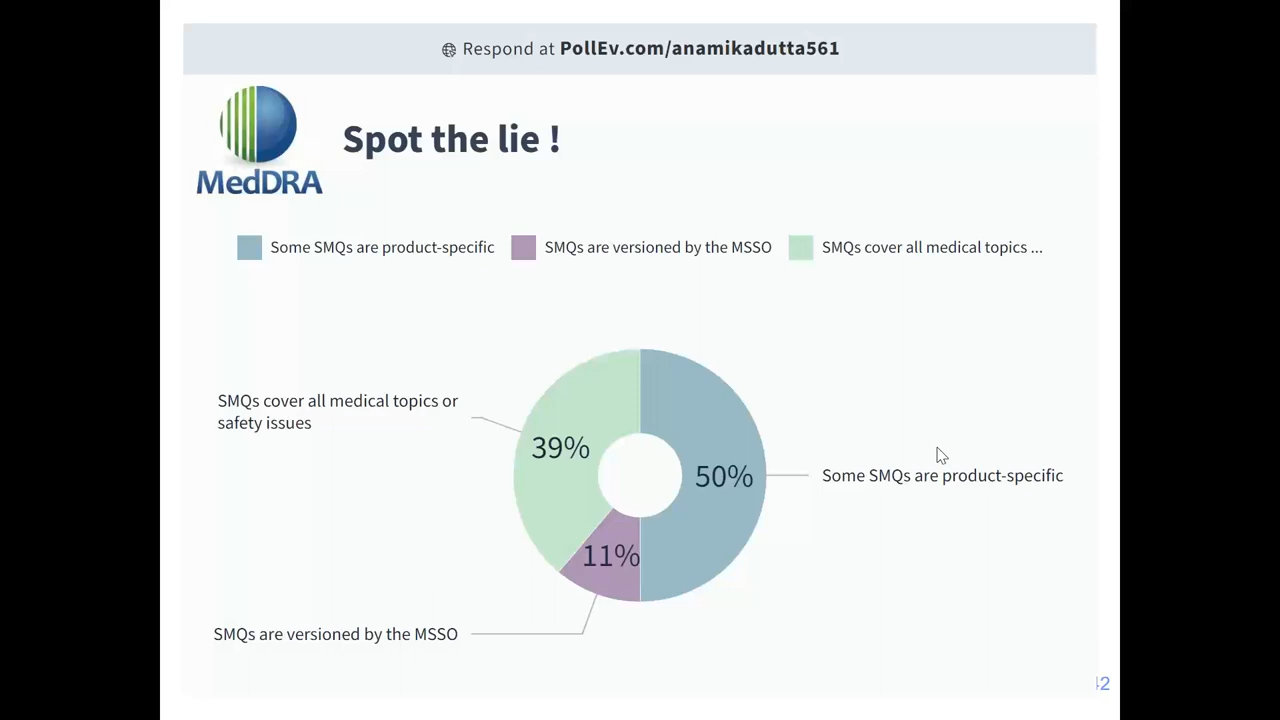 Respond at PollEv.com/anamikadutta561
MedDRA
Spot the lie !
Some SMQs are product-specific
SMQs are versioned by the MSSO
SMQs cover all medical topics ...
SMQs cover all medical topics or
safety issues
39%
50%
Some SMQs are product-specific
11%
SMQs are versioned by the MSSO
42